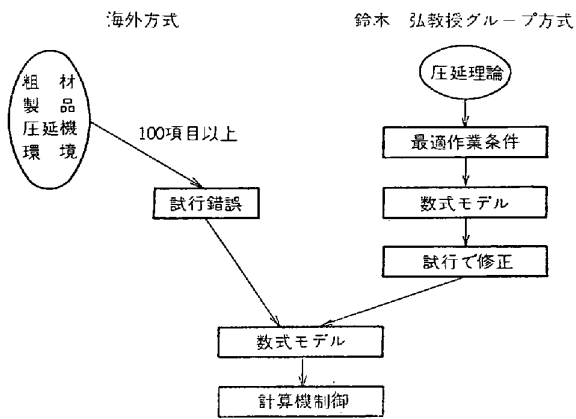 海外方式
鈴木 弘教授グループ方式
粗材
製品
圧延機
環境
100項目以上
試行錯誤
圧延理論
最適作業条件
数式モデル
試行で修正
数式モデル
計算機制御